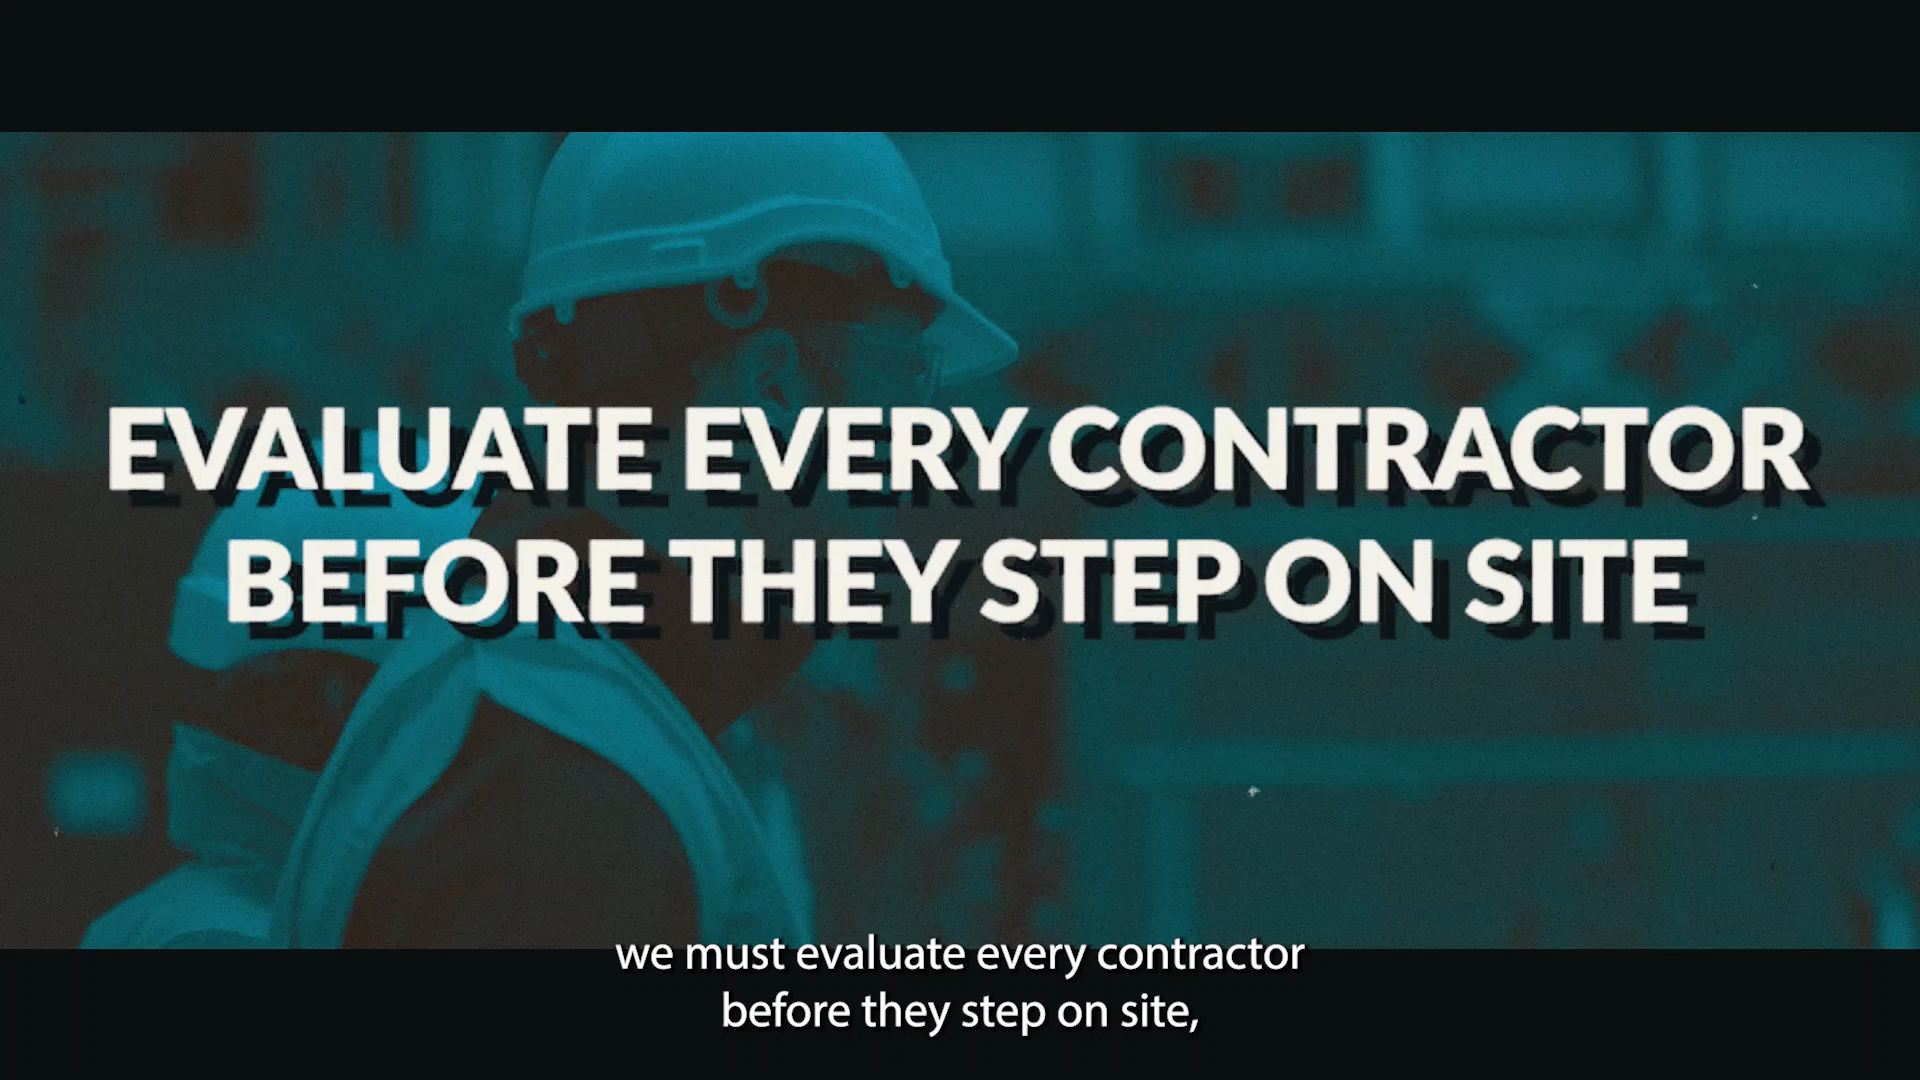 EVALUATE EVERY CONTRACTOR
BEFORE THEY STEP ON SITE
we must evaluate every contractor
before they step on site,